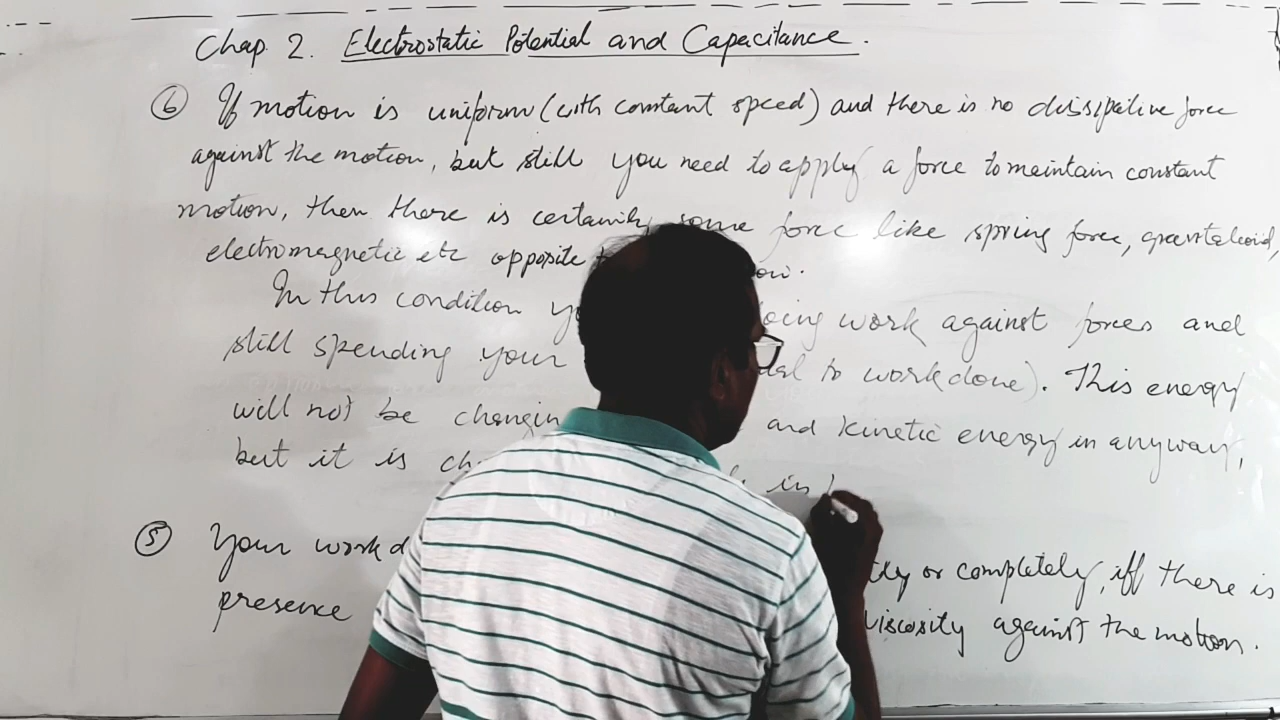 Chap 2. Electrostatic Potential and Capacitance.
⑥ If motion is uniform (with constant speed) and there is no dissipative force
against the motion, but still you need to apply a force to maintain constant
motion, then there is certainly some force like spring force,
electromagnetic etc opposite
In this condition work against forces and
still spending your to workdone). This energy
will not be and kinetic energy in anyway,
but it is in
⑤ Your work or completely, iff there is
presence viscosity against the motion.